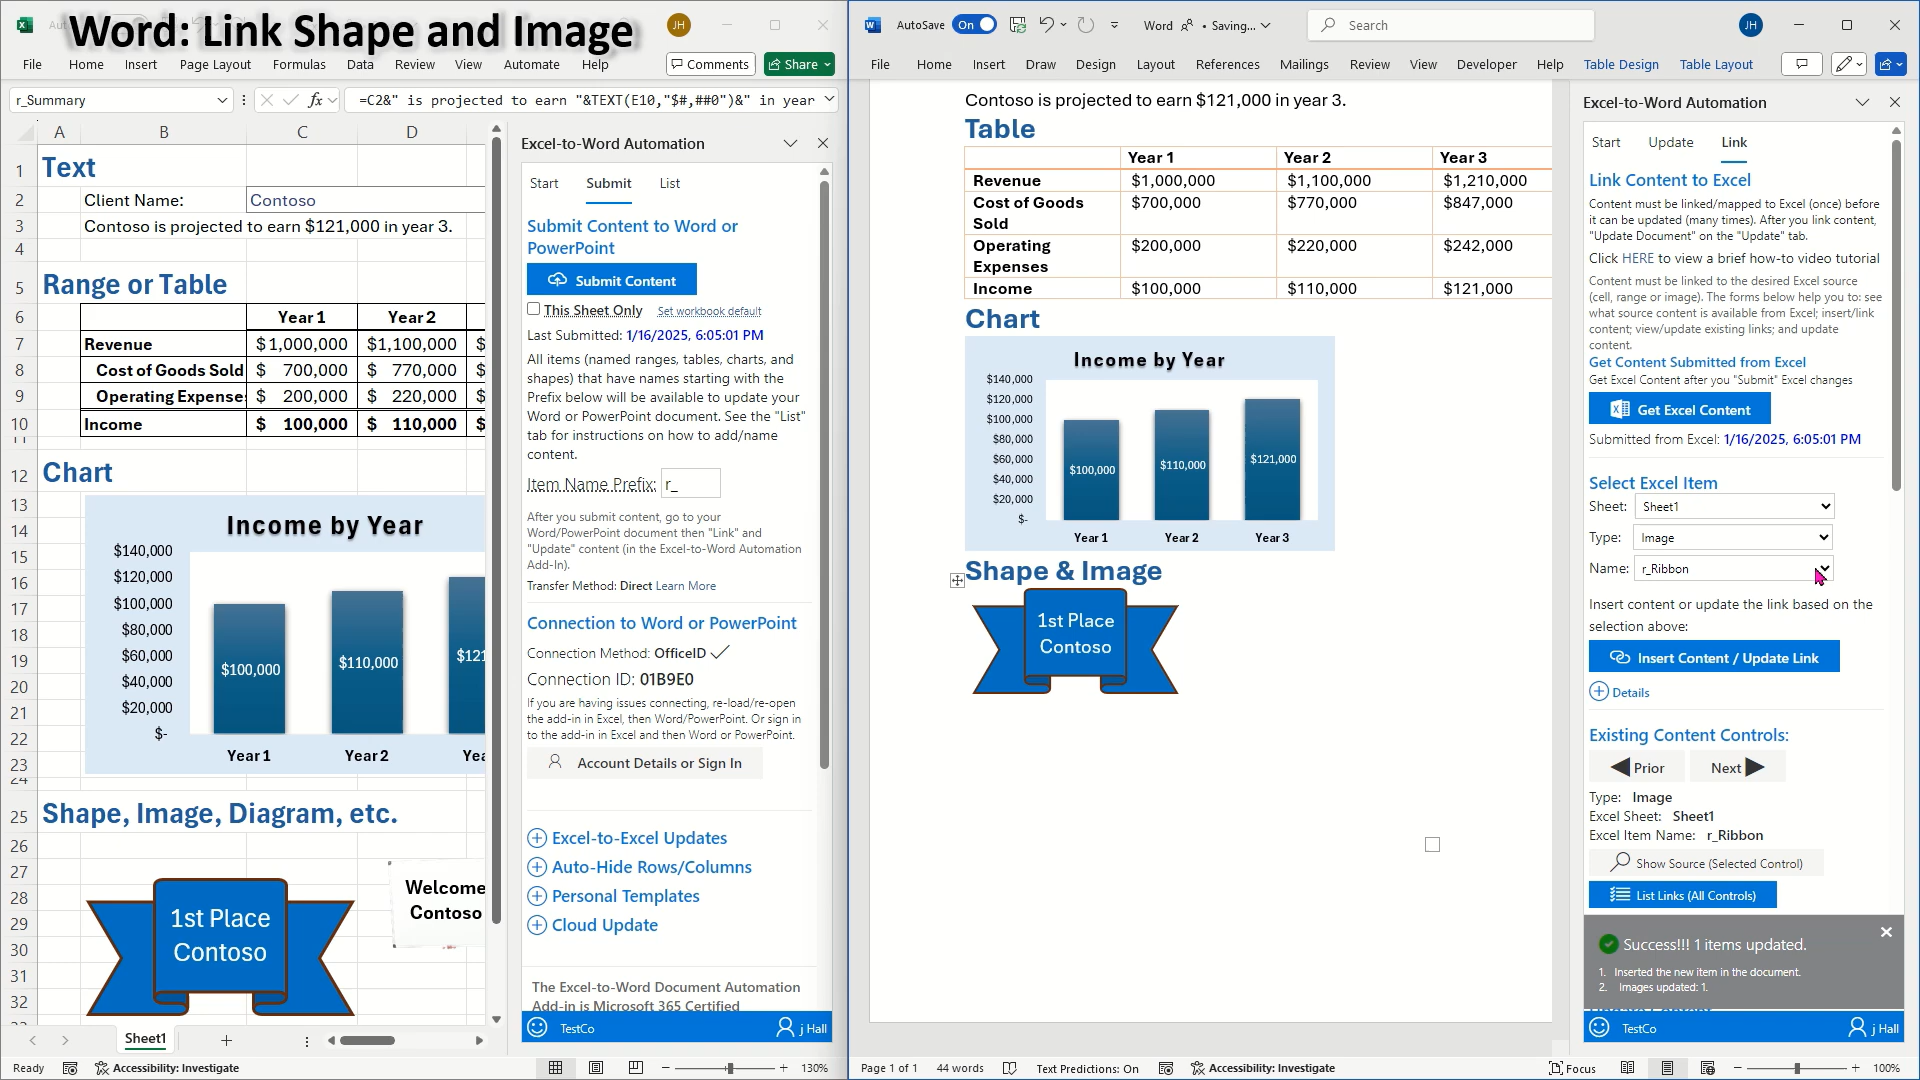 Word: Link Shape and Image
JH
File Home Insert Page Layout Formulas Data Review View Automate Help Comments Share
r_Summary fx =C2&" is projected to earn "&TEXT(E10,"$#,##0")&" in year
A B C D
1 Text
2 Client Name: Contoso
3 Contoso is projected to earn $121,000 in year 3.
4
5 Range or Table
6 Year 1 Year 2
7 Revenue $1,000,000 $1,100,000 $
8 Cost of Goods Sold $ 700,000 $ 770,000 $
9 Operating Expenses $ 200,000 $ 220,000 $
10 Income $ 100,000 $ 110,000 $
11
12 Chart
13 Income by Year
14 $140,000
15 $120,000
16 $100,000
17 $80,000
18 $60,000
19 $40,000
20 $20,000
21 $-
22
23 Year 1 Year 2
24
$100,000 $110,000
25 Shape, Image, Diagram, etc.
26
27
28
29
30
31
32
1st Place
Contoso
Welcome
Contoso
Sheet1
Ready Accessibility: Investigate 130%
Excel-to-Word Automation
Start Submit List
Submit Content to Word or
PowerPoint
Submit Content
This Sheet Only Set workbook default
Last Submitted: 1/16/2025, 6:05:01 PM
All items (named ranges, tables, charts, and
shapes) that have names starting with the
Prefix below will be available to update your
Word or PowerPoint document. See the "List"
tab for instructions on how to add/name
content.
Item Name Prefix: r_
After you submit content, go to your
Word/PowerPoint document then "Link" and
"Update" content (in the Excel-to-Word Automation
Add-In).
Transfer Method: Direct Learn More
Connection to Word or PowerPoint
Connection Method: OfficeID
Connection ID: 01B9E0
If you are having issues connecting, re-load/re-open
the add-in in Excel, then Word/PowerPoint. Or sign in
to the add-in in Excel and then Word or PowerPoint.
Account Details or Sign In
Excel-to-Excel Updates
Auto-Hide Rows/Columns
Personal Templates
Cloud Update
The Excel-to-Word Document Automation
Add-in is Microsoft 365 Certified
TestCo j Hall
AutoSave On Word • Saving... Search JH
File Home Insert Draw Design Layout References Mailings Review View Developer Help Table Design Table Layout
Contoso is projected to earn $121,000 in year 3.
Table
Year 1 Year 2 Year 3
Revenue $1,000,000 $1,100,000 $1,210,000
Cost of Goods Sold $700,000 $770,000 $847,000
Operating Expenses $200,000 $220,000 $242,000
Income $100,000 $110,000 $121,000
Chart
Income by Year
$140,000
$120,000
$100,000
$80,000
$60,000
$40,000
$20,000
$-
$100,000 $110,000 $121,000
Year 1 Year 2 Year 3
Shape & Image
1st Place
Contoso
Page 1 of 1 44 words Text Predictions: On Accessibility: Investigate Focus 100%
Excel-to-Word Automation
Start Update Link
Link Content to Excel
Content must be linked/mapped to Excel (once) before
it can be updated (many times). After you link content,
"Update Document" on the "Update" tab.
Click HERE to view a brief how-to video tutorial
Content must be linked to the desired Excel source
(cell, range or image). The forms below help you to: see
what source content is available from Excel; insert/link
content; view/update existing links; and update
content.
Get Content Submitted from Excel
Get Excel Content after you "Submit" Excel changes
Get Excel Content
Submitted from Excel: 1/16/2025, 6:05:01 PM
Select Excel Item
Sheet: Sheet1
Type: Image
Name: r_Ribbon
Insert content or update the link based on the
selection above:
Insert Content / Update Link
Details
Existing Content Controls:
Prior Next
Type: Image
Excel Sheet: Sheet1
Excel Item Name: r_Ribbon
Show Source (Selected Control)
List Links (All Controls)
Success!!! 1 items updated.
1. Inserted the new item in the document.
2. Images updated: 1.
TestCo j Hall